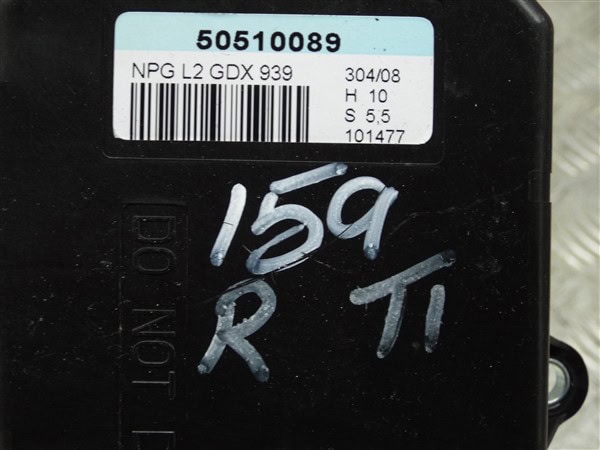 50510089
NPG L2 GDX 939
304/08
H 10
S 5,5
101477
159
R TI
DO NOT